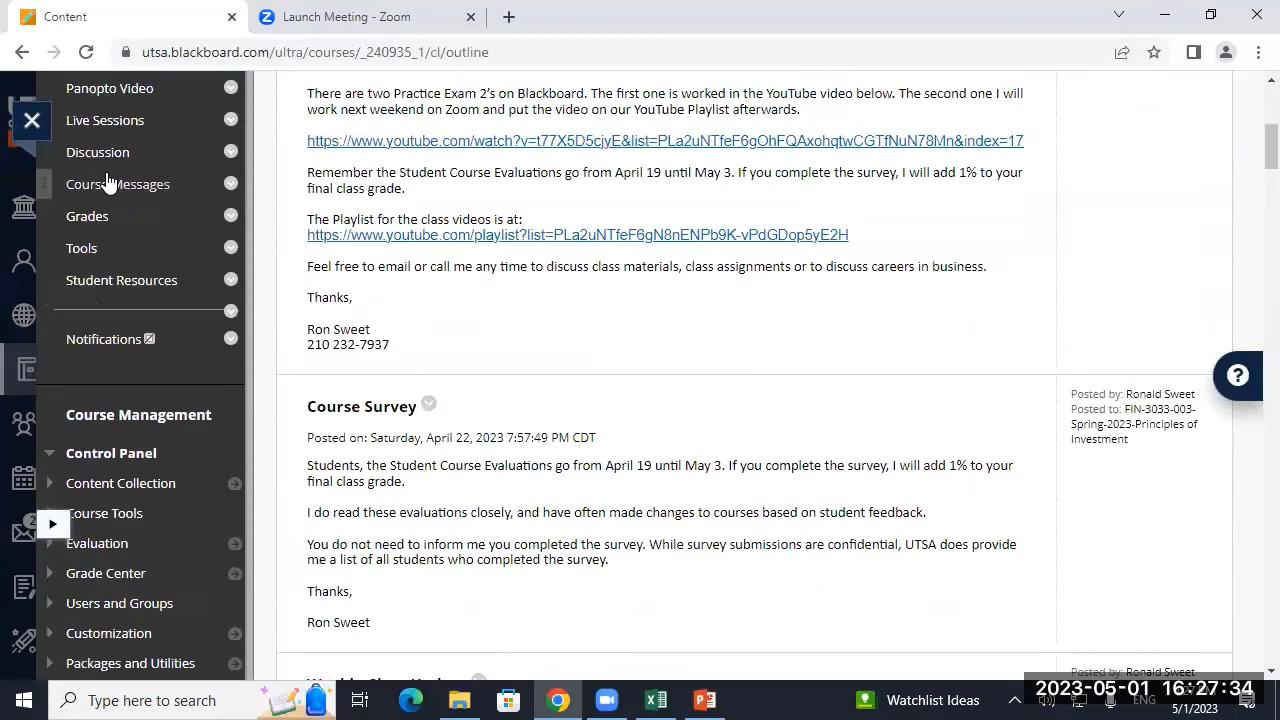 Content
Launch Meeting - Zoom
utsa.blackboard.com/ultra/courses/_240935_1/cl/outline
Panopto Video
Live Sessions
Discussion
Course Messages
Grades
Tools
Student Resources
Notifications
Course Management
Control Panel
Content Collection
Course Tools
Evaluation
Grade Center
Users and Groups
Customization
Packages and Utilities
There are two Practice Exam 2's on Blackboard. The first one is worked in the YouTube video below. The second one I will
work next weekend on Zoom and put the video on our YouTube Playlist afterwards.
https://www.youtube.com/watch?v=t77X5D5cjyE&list=PLa2uNTfeF6gOhFQAxohqtwCGTfNuN78Mn&index=17
Remember the Student Course Evaluations go from April 19 until May 3. If you complete the survey, I will add 1% to your
final class grade.
The Playlist for the class videos is at:
https://www.youtube.com/playlist?list=PLa2uNTfeF6gN8nENPb9K-vPdGDop5yE2H
Feel free to email or call me any time to discuss class materials, class assignments or to discuss careers in business.
Thanks,
Ron Sweet
210 232-7937
Course Survey
Posted on: Saturday, April 22, 2023 7:57:49 PM CDT
Students, the Student Course Evaluations go from April 19 until May 3. If you complete the survey, I will add 1% to your
final class grade.
I do read these evaluations closely, and have often made changes to courses based on student feedback.
You do not need to inform me you completed the survey. While survey submissions are confidential, UTSA does provide
me a list of all students who completed the survey.
Thanks,
Ron Sweet
Posted by: Ronald Sweet
Posted to: FIN-3033-003-
Spring-2023-Principles of
Investment
Posted by: Ronald Sweet
Type here to search
Watchlist Ideas
ENG
2023-05-01 16:27:34
5/1/2023